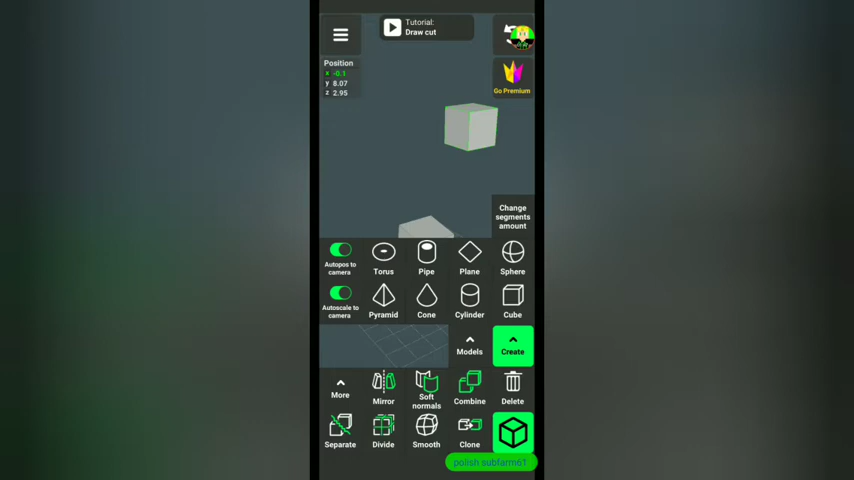 Tutorial:
Draw cut
Position
x -0.1
y 8.07
z 2.95
Go Premium
Change
segments
amount
Autopos to
camera
Torus
Pipe
Plane
Sphere
Autoscale to
camera
Pyramid
Cone
Cylinder
Cube
Models
Create
More
Mirror
Soft
normals
Combine
Delete
Separate
Divide
Smooth
Clone
polish subfarm61